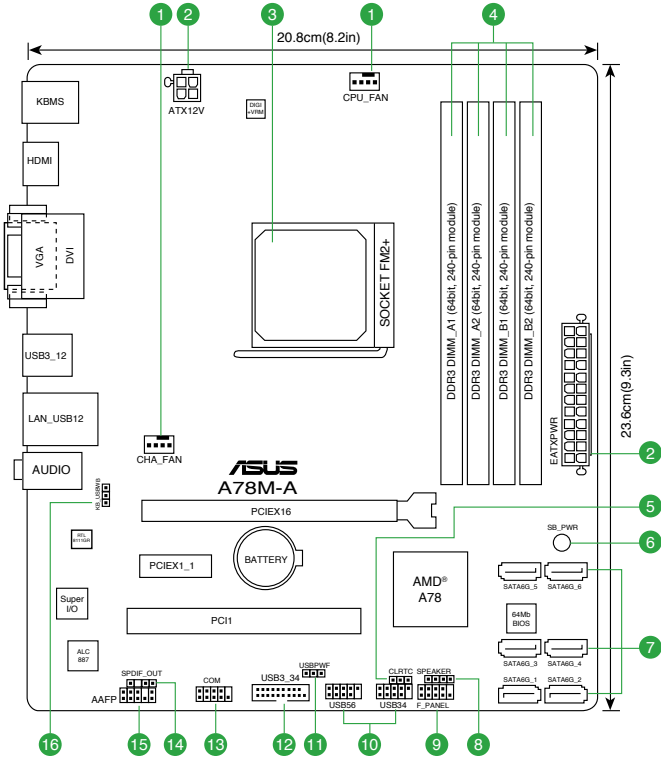 1
2
3
1
4
20.8cm(8.2in)
KBMS
ATX12V
DIGI
+VRM
CPU_FAN
HDMI
VGA
DVI
SOCKET FM2+
DDR3 DIMM_A1 (64bit, 240-pin module)
DDR3 DIMM_A2 (64bit, 240-pin module)
DDR3 DIMM_B1 (64bit, 240-pin module)
DDR3 DIMM_B2 (64bit, 240-pin module)
23.6cm(9.3in)
USB3_12
EATXPWR
1
LAN_USB12
2
CHA_FAN
AUDIO
ASUS
A78M-A
KB_USBWB
16
PCIEX16
5
SB_PWR
6
RTL
8111GR
PCIEX1_1
BATTERY
AMD®
A78
SATA6G_5
SATA6G_6
Super
I/O
PCI1
64Mb
BIOS
7
ALC
887
SATA6G_3
SATA6G_4
SPDIF_OUT
AAFP
COM
USB3_34
USBPWF
CLRTC
SPEAKER
SATA6G_1
SATA6G_2
USB56
USB34
F_PANEL
16
15
14
13
12
11
10
9
8